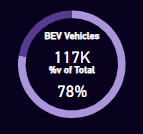 BEV Vehicles
117K
%v of Total
78%